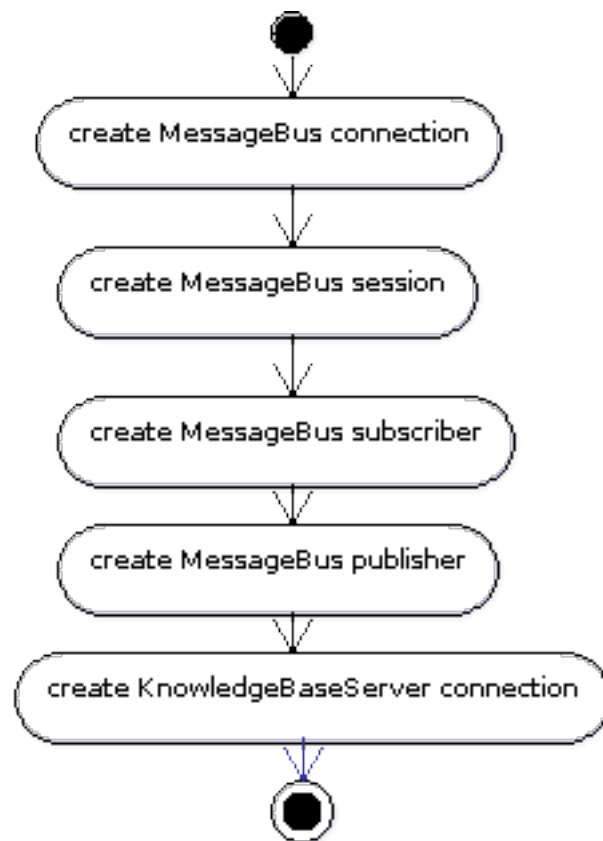 create MessageBus connection
create MessageBus session
create MessageBus subscriber
create MessageBus publisher
create KnowledgeBaseServer connection